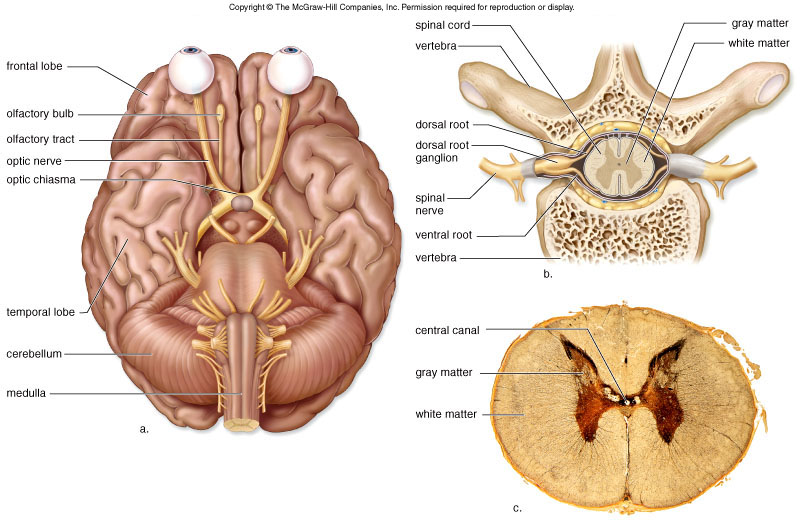 Copyright © The McGraw-Hill Companies, Inc. Permission required for reproduction or display.
frontal lobe
olfactory bulb
olfactory tract
optic nerve
optic chiasma
temporal lobe
cerebellum
medulla
a.
spinal cord
vertebra
gray matter
white matter
dorsal root
dorsal root
ganglion
spinal
nerve
ventral root
vertebra
b.
central canal
gray matter
white matter
c.